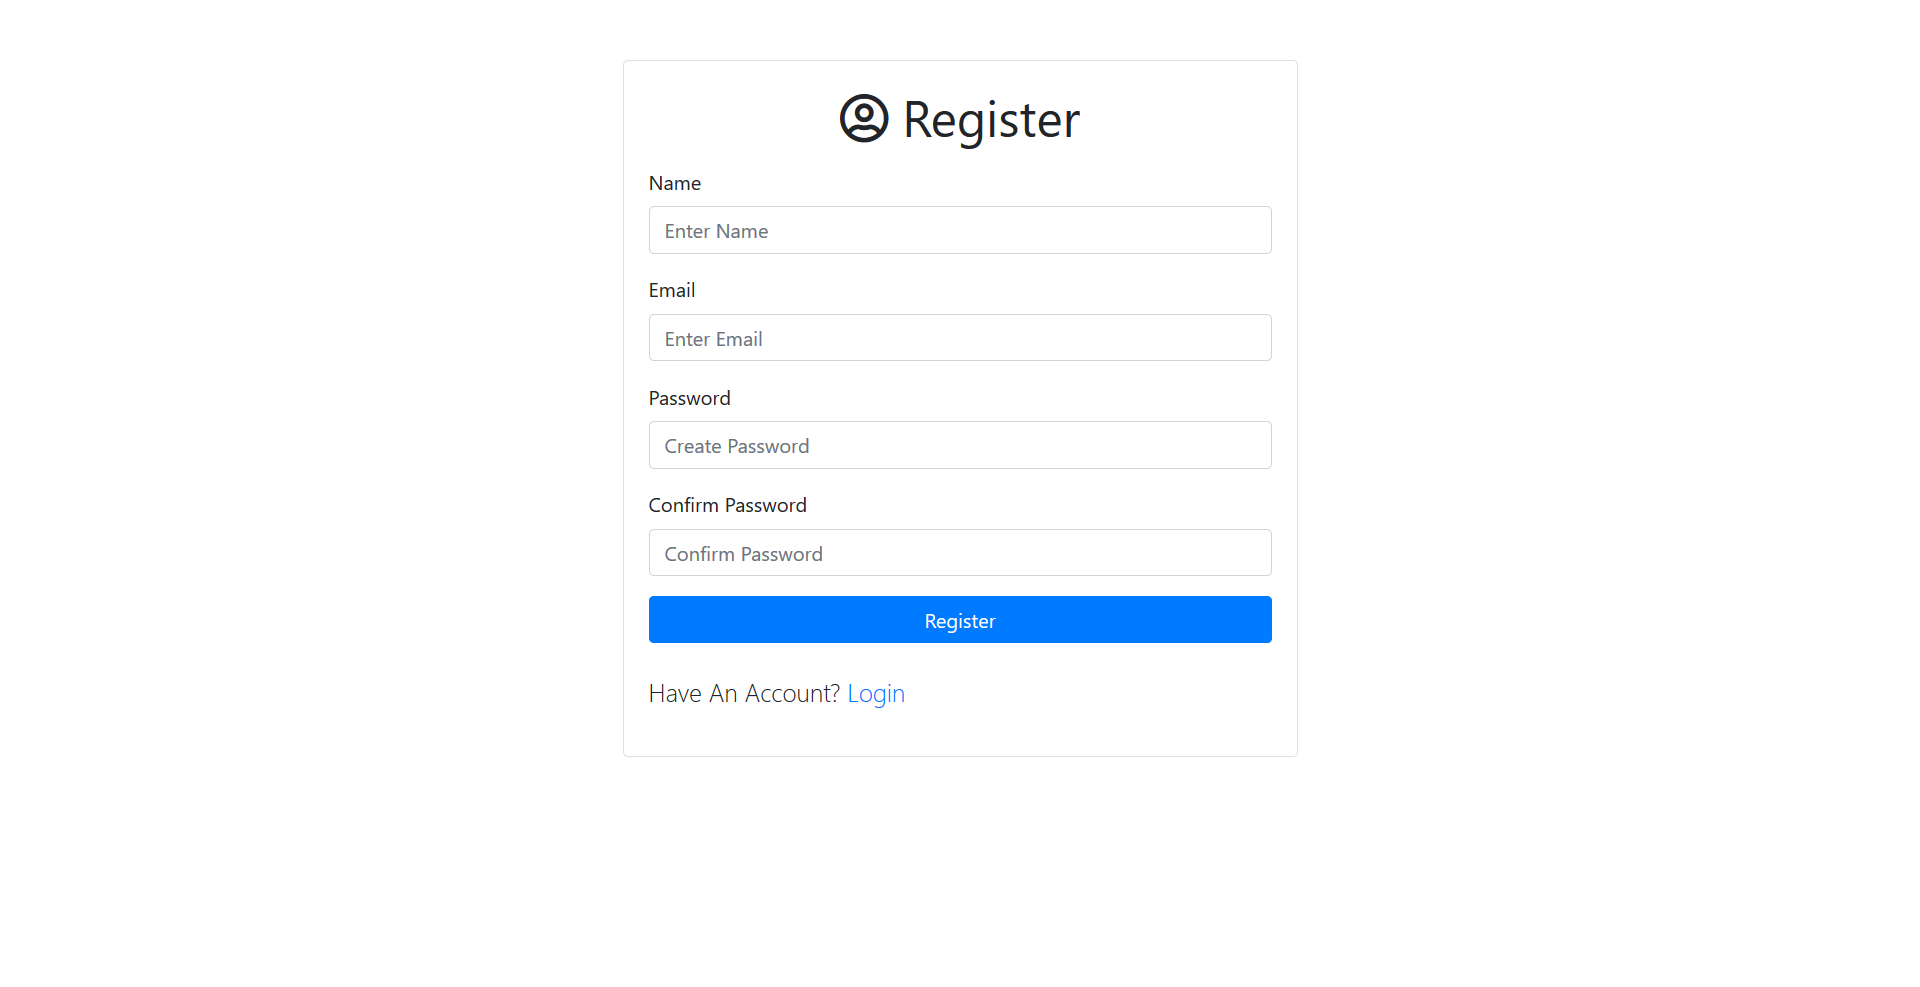 Register
Name
Enter Name
Email
Enter Email
Password
Create Password
Confirm Password
Confirm Password
Register
Have An Account? Login